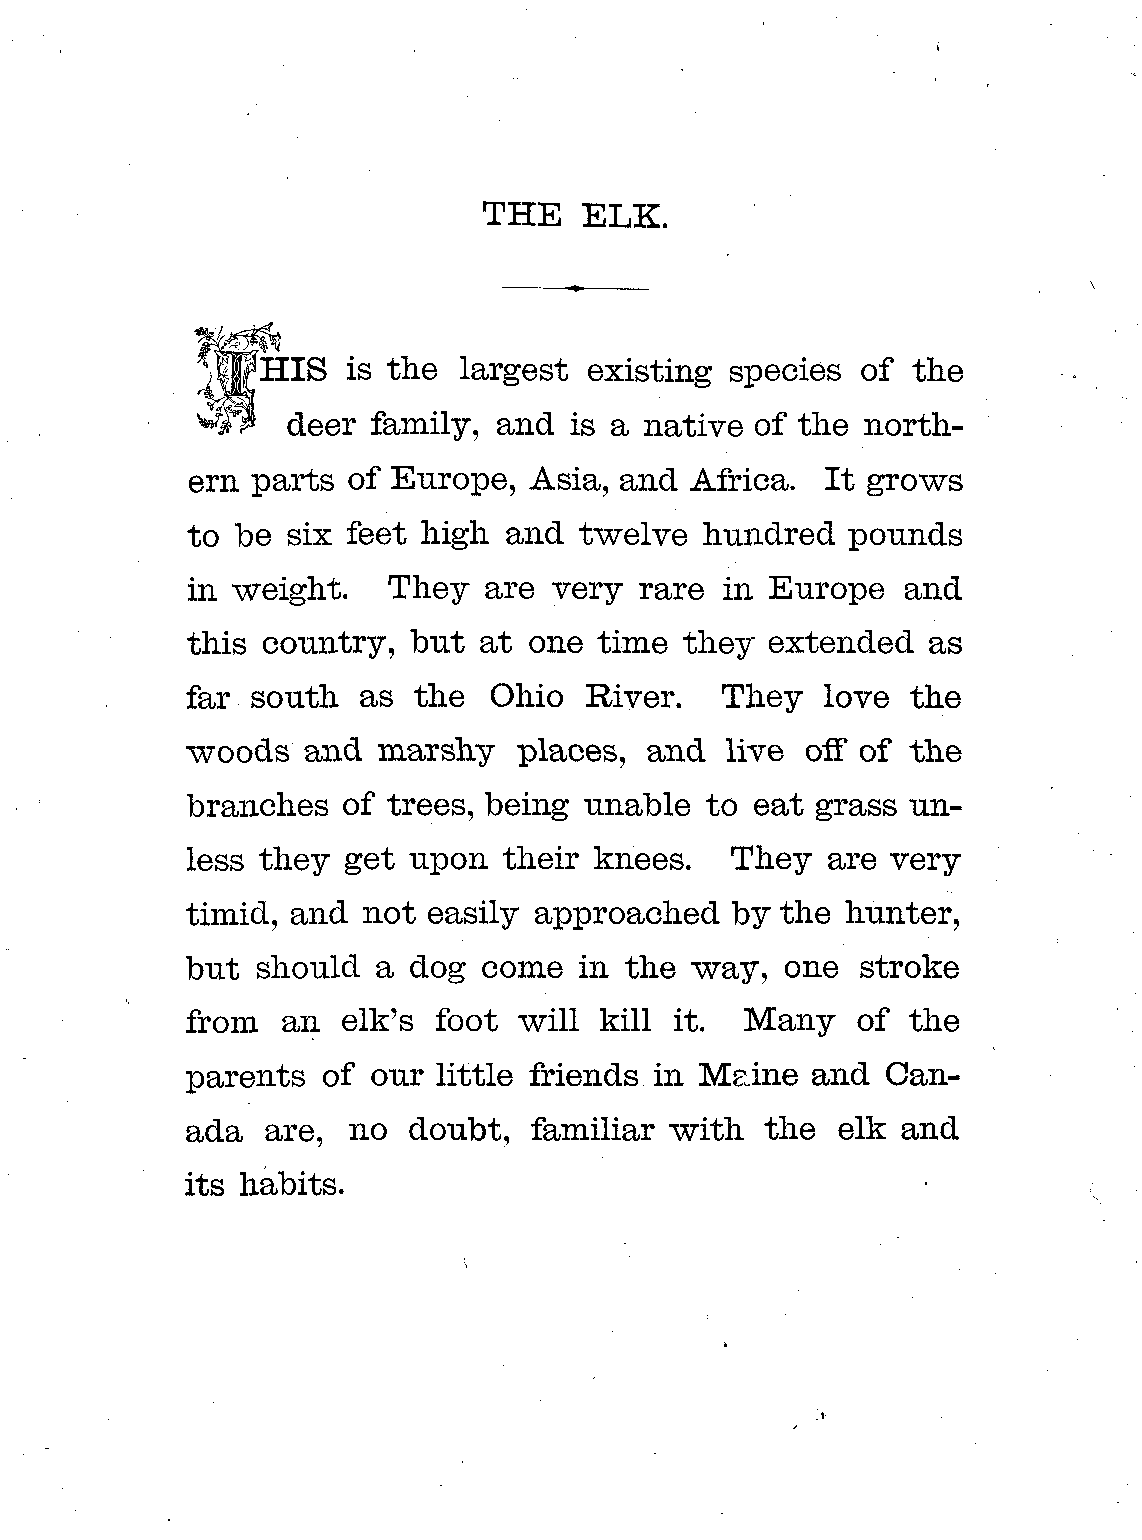 THE ELK.
THIS is the largest existing species of the
deer family, and is a native of the north-
ern parts of Europe, Asia, and Africa. It grows
to be six feet high and twelve hundred pounds
in weight. They are very rare in Europe and
this country, but at one time they extended as
far south as the Ohio River. They love the
woods and marshy places, and live off of the
branches of trees, being unable to eat grass un-
less they get upon their knees. They are very
timid, and not easily approached by the hunter,
but should a dog come in the way, one stroke
from an elk's foot will kill it. Many of the
parents of our little friends in Maine and Can-
ada are, no doubt, familiar with the elk and
its habits.